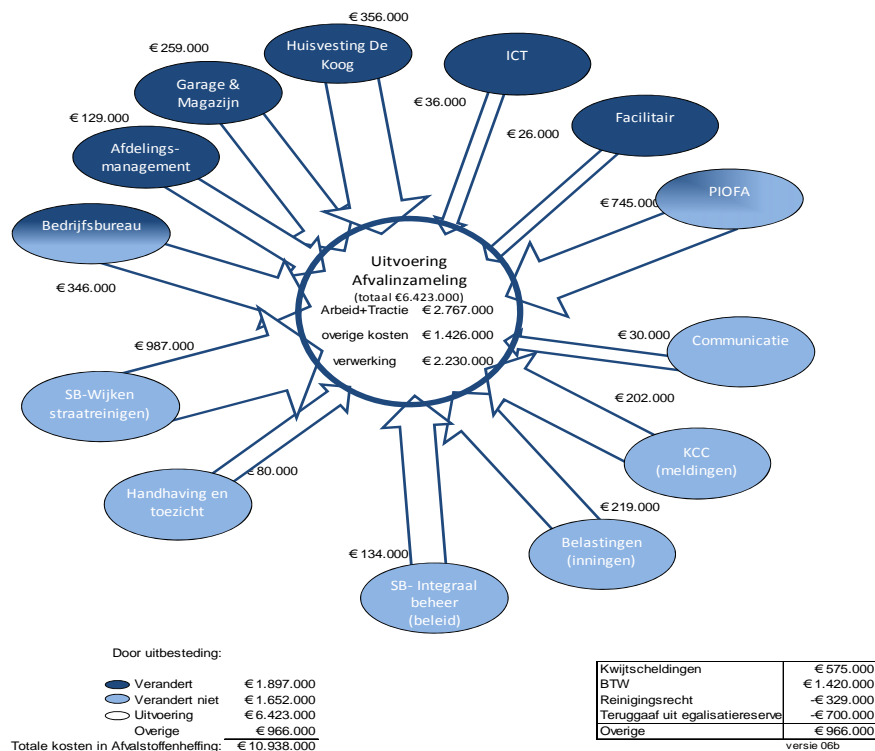 € 356.000
Huisvesting De
Koog
ICT
€ 259.000
Garage &
Magazijn
€ 36.000
Facilitair
€ 129.000
Afdelings-
management
€ 26.000
PIOFA
€ 745.000
Bedrijfsbureau
€ 346.000
Uitvoering
Afvalinzameling
(totaal €6.423.000)
Arbeid+Tractie € 2.767.000
overige kosten € 1.426.000
verwerking € 2.230.000
€ 30.000
Communicatie
€ 987.000
SB-Wijken
straatreinigen)
€ 202.000
KCC
(meldingen)
€ 80.000
Handhaving en
toezicht
€ 219.000
Belastingen
(inningen)
€ 134.000
SB- Integraal
beheer
(beleid)
Door uitbesteding:
Verandert € 1.897.000
Verandert niet € 1.652.000
Uitvoering € 6.423.000
Overige € 966.000
Totale kosten in Afvalstoffenheffing: € 10.938.000
Kwijtscheldingen € 575.000
BTW € 1.420.000
Reinigingsrecht -€ 329.000
Teruggaaf uit egalisatiereserve -€ 700.000
Overige € 966.000
versie 06b